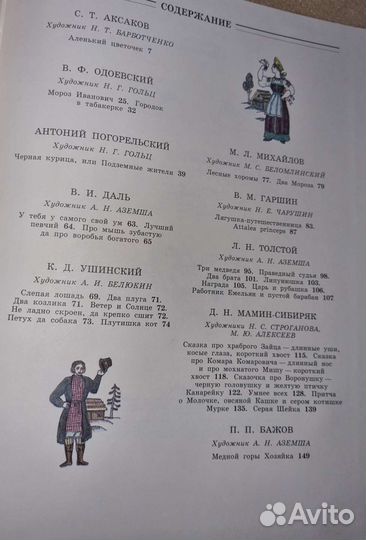 СОДЕРЖАНИЕ
С. Т. АКСАКОВ
Художник Н. Т. БАРБОТЧЕНКО
Аленький цветочек 7
В. Ф. ОДОЕВСКИЙ
Художник Н. Г. ГОЛЬЦ
Мороз Иванович 25. Городок
в табакерке 32
АНТОНИЙ ПОГОРЕЛЬСКИЙ
Художник Н. Г. ГОЛЬЦ
Черная курица, или Подземные жители 39
В. И. ДАЛЬ
Художник А. Н. АЗЕМША
У тебя у самого свой ум 63. Лучший
певчий 64. Про мышь зубастую
да про воробья богатого 65
К. Д. УШИНСКИЙ
Художник А. И. БЕЛЮКИН
Слепая лошадь 69. Два плуга 71.
Два козлика 71. Ветер и Солнце 72.
Не ладно скроен, да крепко сшит 72.
Петух да собака 73. Плутишка кот 74
М. Л. МИХАЙЛОВ
Художник М. С. БЕЛОМЛИНСКИЙ
Лесные хоромы 77. Два Мороза 79
В. М. ГАРШИН
Художник Н. Е. ЧАРУШИН
Лягушка-путешественница 83.
Attalea princeps 87
Л. Н. ТОЛСТОЙ
Художник А. Н. АЗЕМША
Три медведя 95. Праведный судья 98.
Два брата 101. Липунюшка 103.
Награда 105. Царь и рубашка 106.
Работник Емельян и пустой барабан 107
Д. Н. МАМИН-СИБИРЯК
Художники Н. С. СТРОГАНОВА,
М. Ю. АЛЕКСЕЕВ
Сказка про храброго Зайца — длинные уши,
косые глаза, короткий хвост 115. Сказка про
Комара Комаровича — длинный нос
и про мохнатого Мишу — короткий
хвост 118. Сказочка про Воронушку —
черную головушку и желтую птичку
Канарейку 122. Умнее всех 128. Притча
о Молочке, овсяной Кашке и сером котишке
Мурке 135. Серая Шейка 139
П. П. БАЖОВ
Художник А. Н. АЗЕМША
Медной горы Хозяйка 149
Avito